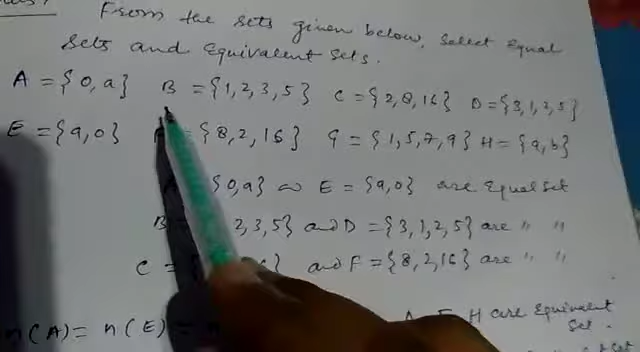 From the sets given below, Select Equal
Sets and Equivalent Sets.
A = {0, a} B = {1, 2, 3, 5} C = {2, 8, 16} D = {3, 1, 2, 5}
E = {a, 0} = {8, 2, 16} G = {1, 5, 7, 9} H = {a, b}
{0, a} E = {a, 0} are Equal Set
B 2, 3, 5} and D = {3, 1, 2, 5} are " "
C = and F = {8, 2, 16} are " "
A, E, H are Equivalent
Set.
n(A) = n(E) =